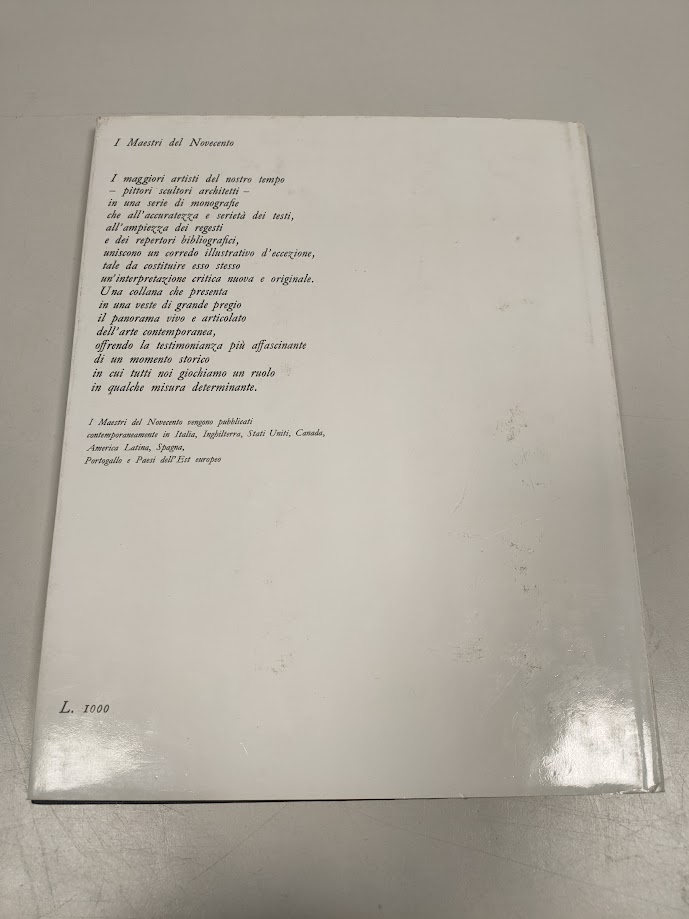 I Maestri del Novecento
I maggiori artisti del nostro tempo
– pittori scultori architetti –
in una serie di monografie
che all'accuratezza e serietà dei testi,
all'ampiezza dei regesti
e dei repertori bibliografici,
uniscono un corredo illustrativo d'eccezione,
tale da costituire esso stesso
un'interpretazione critica nuova e originale.
Una collana che presenta
in una veste di grande pregio
il panorama vivo e articolato
dell'arte contemporanea,
offrendo la testimonianza più affascinante
di un momento storico
in cui tutti noi giochiamo un ruolo
in qualche misura determinante.
I Maestri del Novecento vengono pubblicati
contemporaneamente in Italia, Inghilterra, Stati Uniti, Canada,
America Latina, Spagna,
Portogallo e Paesi dell'Est europeo
L. 1000